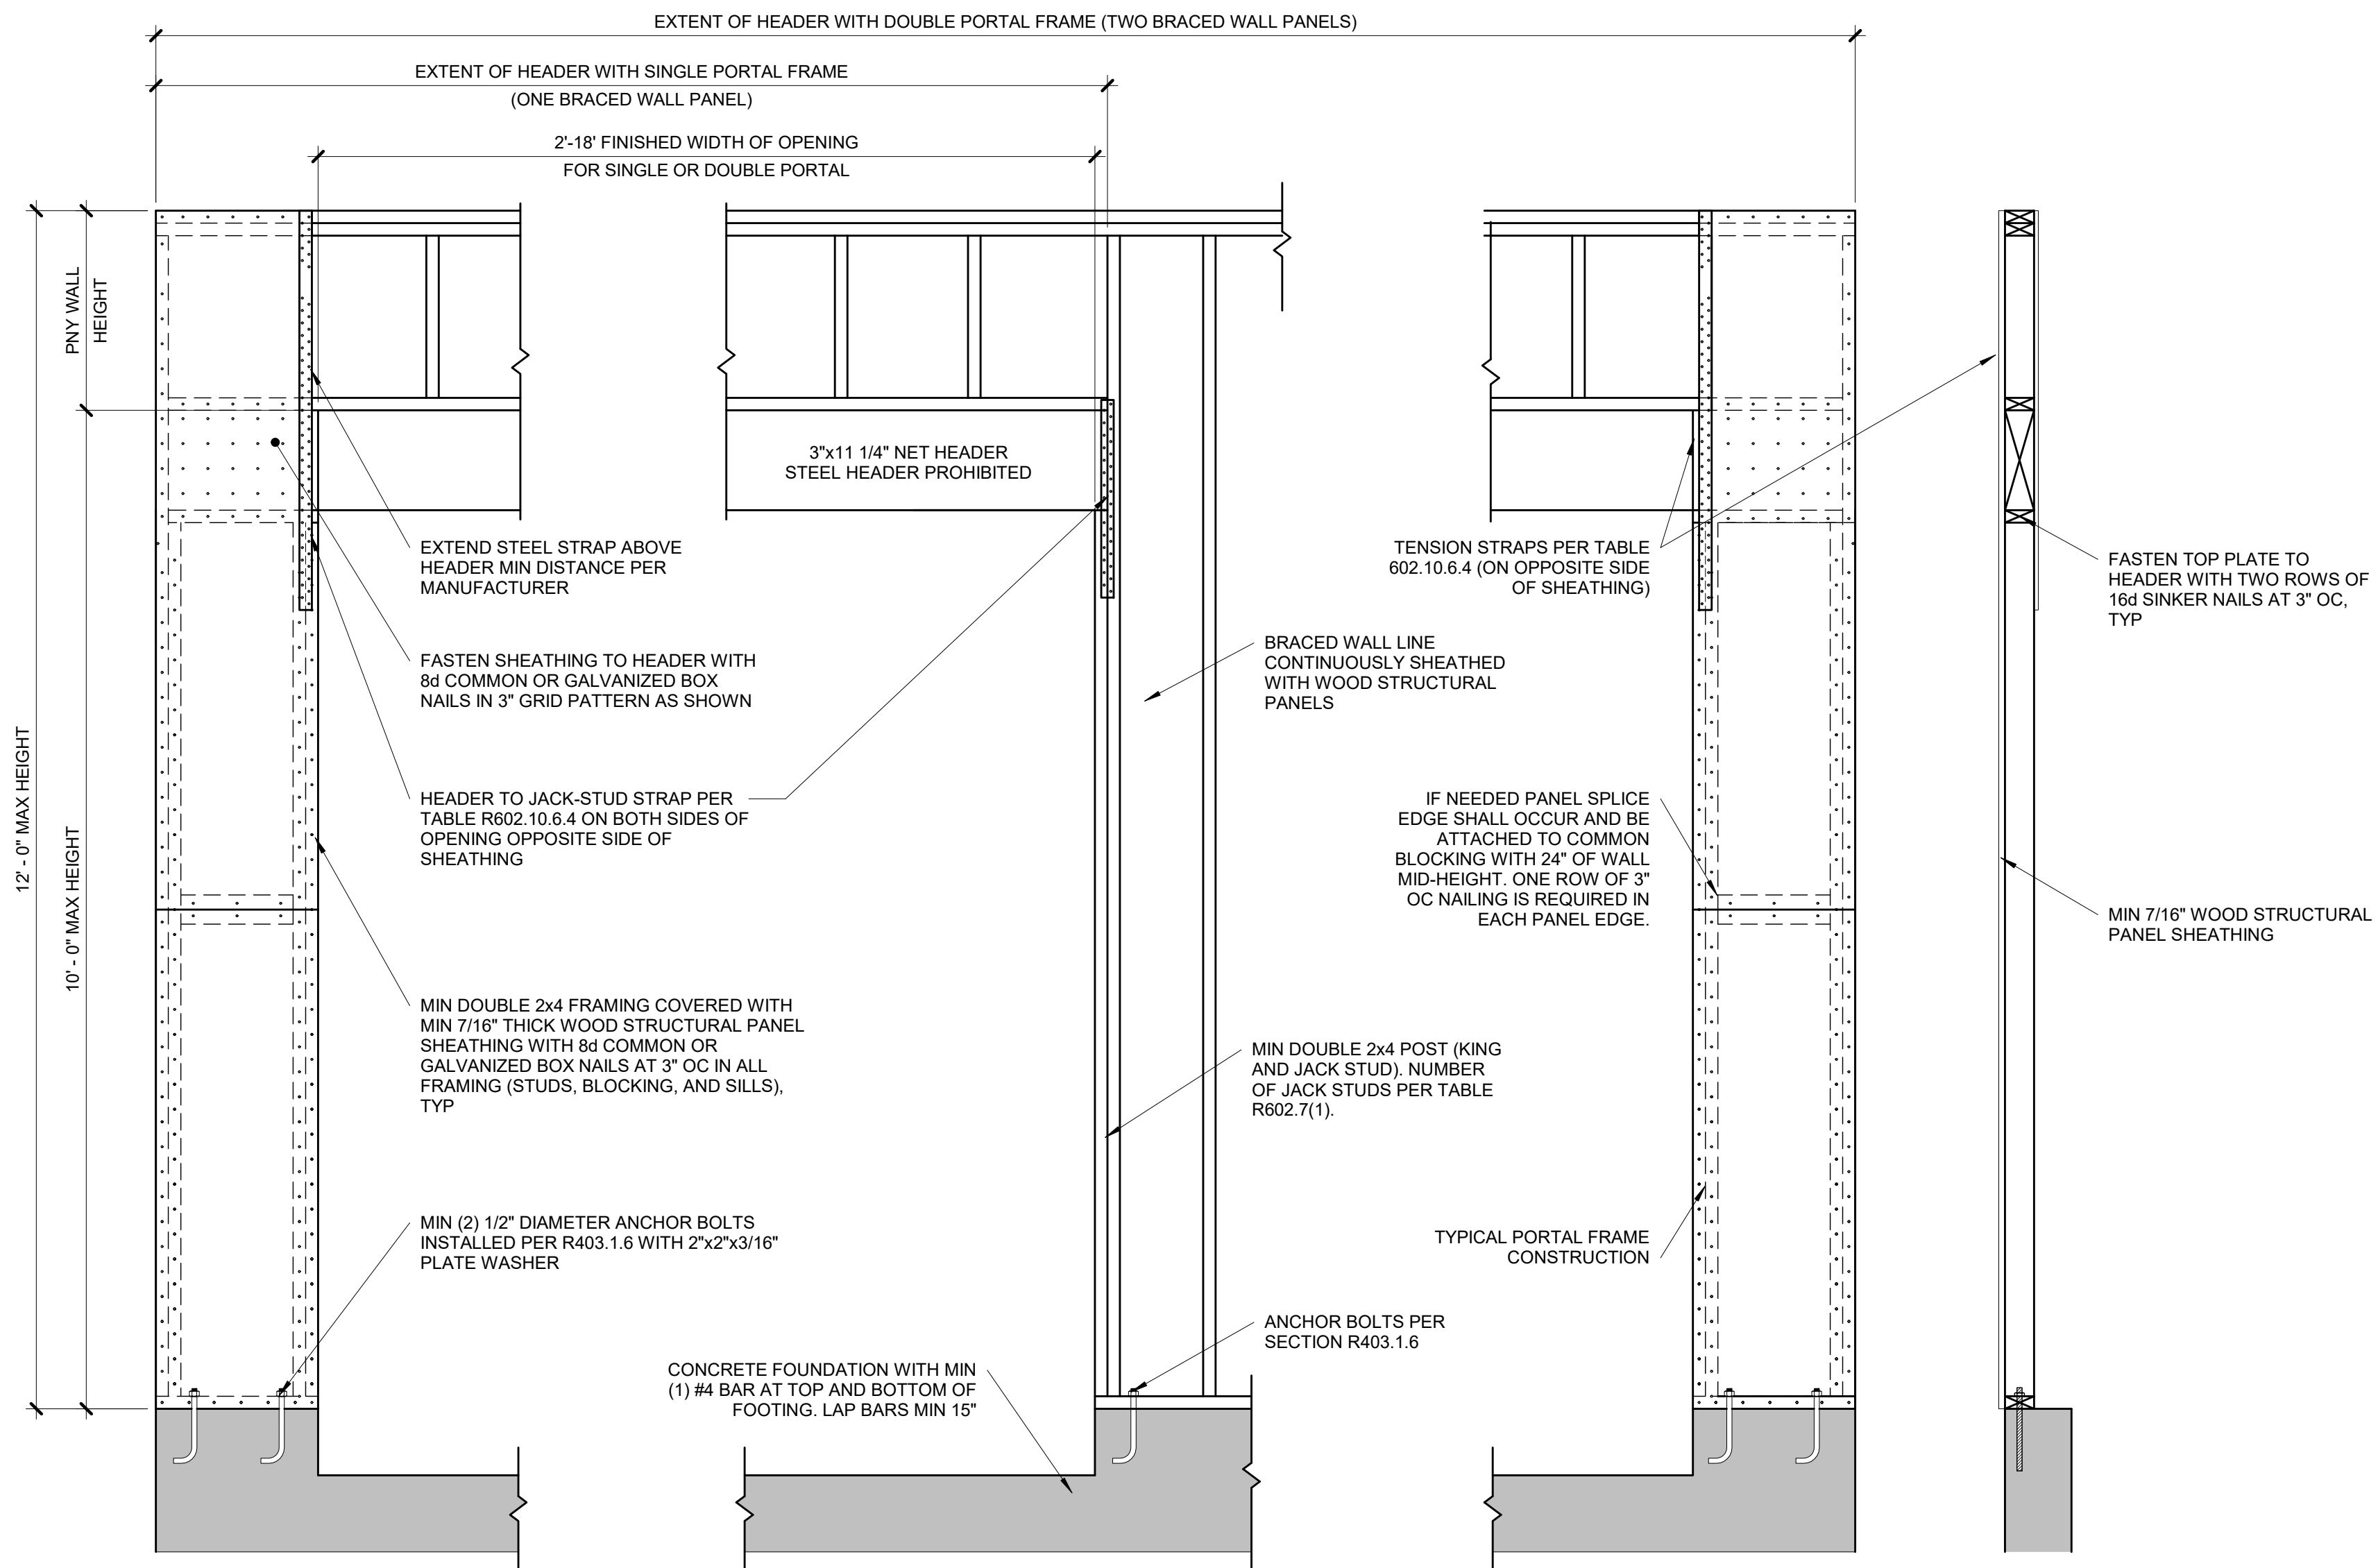 EXTENT OF HEADER WITH DOUBLE PORTAL FRAME (TWO BRACED WALL PANELS)
EXTENT OF HEADER WITH SINGLE PORTAL FRAME
(ONE BRACED WALL PANEL)
2'-18' FINISHED WIDTH OF OPENING
FOR SINGLE OR DOUBLE PORTAL
PNY WALL
HEIGHT
12' - 0" MAX HEIGHT
10' - 0" MAX HEIGHT
3"x11 1/4" NET HEADER
STEEL HEADER PROHIBITED
EXTEND STEEL STRAP ABOVE
HEADER MIN DISTANCE PER
MANUFACTURER
FASTEN SHEATHING TO HEADER WITH
8d COMMON OR GALVANIZED BOX
NAILS IN 3" GRID PATTERN AS SHOWN
HEADER TO JACK-STUD STRAP PER
TABLE R602.10.6.4 ON BOTH SIDES OF
OPENING OPPOSITE SIDE OF
SHEATHING
MIN DOUBLE 2x4 FRAMING COVERED WITH
MIN 7/16" THICK WOOD STRUCTURAL PANEL
SHEATHING WITH 8d COMMON OR
GALVANIZED BOX NAILS AT 3" OC IN ALL
FRAMING (STUDS, BLOCKING, AND SILLS),
TYP
MIN (2) 1/2" DIAMETER ANCHOR BOLTS
INSTALLED PER R403.1.6 WITH 2"x2"x3/16"
PLATE WASHER
CONCRETE FOUNDATION WITH MIN
(1) #4 BAR AT TOP AND BOTTOM OF
FOOTING. LAP BARS MIN 15"
BRACED WALL LINE
CONTINUOUSLY SHEATHED
WITH WOOD STRUCTURAL
PANELS
MIN DOUBLE 2x4 POST (KING
AND JACK STUD). NUMBER
OF JACK STUDS PER TABLE
R602.7(1).
ANCHOR BOLTS PER
SECTION R403.1.6
TENSION STRAPS PER TABLE
602.10.6.4 (ON OPPOSITE SIDE
OF SHEATHING)
IF NEEDED PANEL SPLICE
EDGE SHALL OCCUR AND BE
ATTACHED TO COMMON
BLOCKING WITH 24" OF WALL
MID-HEIGHT. ONE ROW OF 3"
OC NAILING IS REQUIRED IN
EACH PANEL EDGE.
TYPICAL PORTAL FRAME
CONSTRUCTION
FASTEN TOP PLATE TO
HEADER WITH TWO ROWS OF
16d SINKER NAILS AT 3" OC,
TYP
MIN 7/16" WOOD STRUCTURAL
PANEL SHEATHING